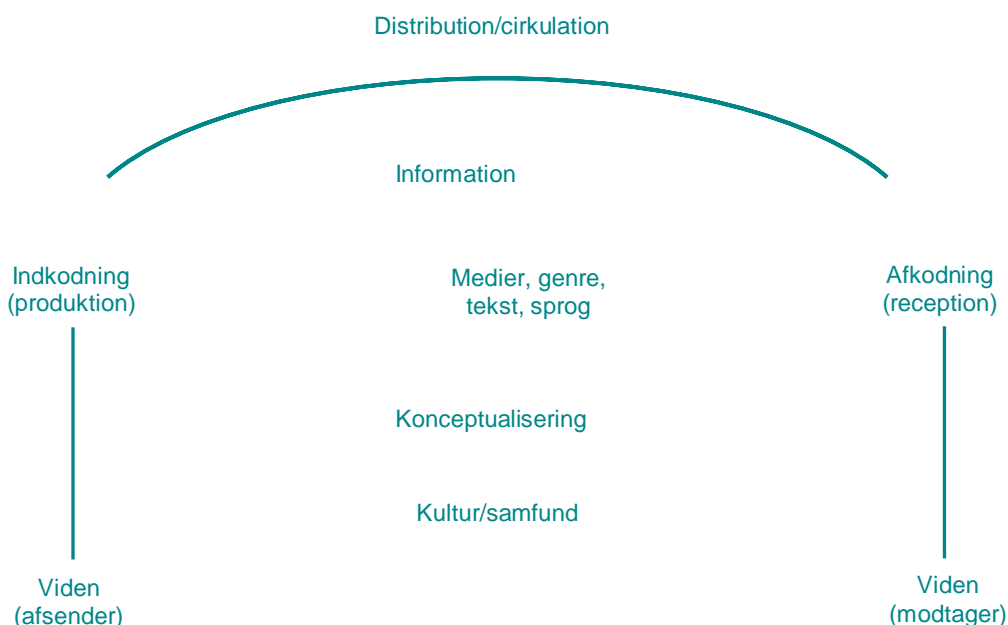 Distribution/cirkulation
Information
Indkodning
(produktion)
Medier, genre,
tekst, sprog
Afkodning
(reception)
Konceptualisering
Kultur/samfund
Viden
(afsender)
Viden
(modtager)